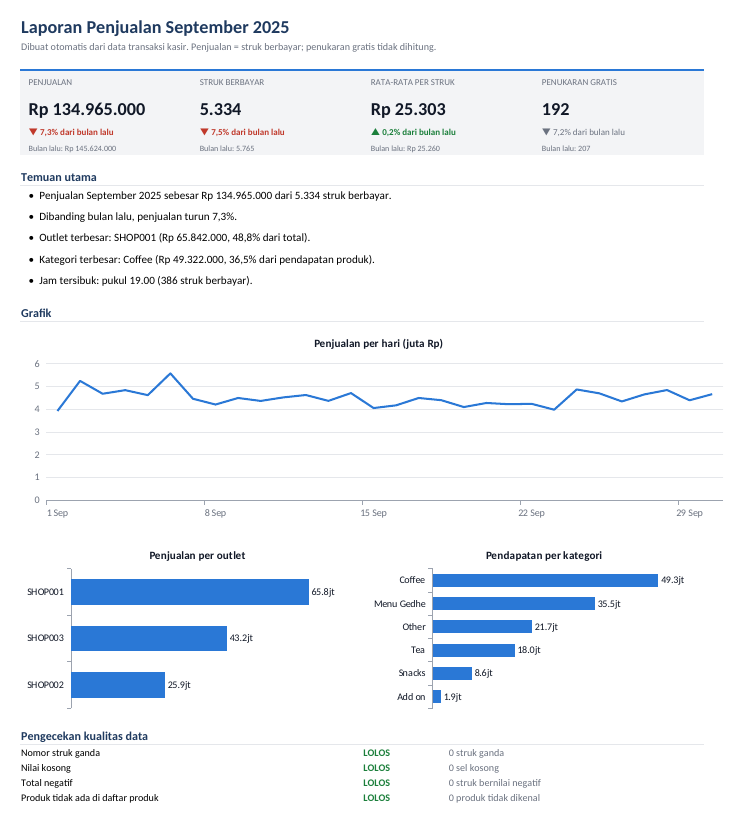 Laporan Penjualan September 2025
Dibuat otomatis dari data transaksi kasir. Penjualan = struk berbayar; penukaran gratis tidak dihitung.
PENJUALAN STRUK BERBAYAR RATA-RATA PER STRUK PENUKARAN GRATIS
Rp 134.965.000 5.334 Rp 25.303 192
▼ 7,3% dari bulan lalu ▼ 7,5% dari bulan lalu ▲ 0,2% dari bulan lalu ▼ 7,2% dari bulan lalu
Bulan lalu: Rp 145.624.000 Bulan lalu: 5.765 Bulan lalu: Rp 25.260 Bulan lalu: 207
Temuan utama
• Penjualan September 2025 sebesar Rp 134.965.000 dari 5.334 struk berbayar.
• Dibanding bulan lalu, penjualan turun 7,3%.
• Outlet terbesar: SHOP001 (Rp 65.842.000, 48,8% dari total).
• Kategori terbesar: Coffee (Rp 49.322.000, 36,5% dari pendapatan produk).
• Jam tersibuk: pukul 19.00 (386 struk berbayar).
Grafik
Penjualan per hari (juta Rp)
6
5
4
3
2
1
0
1 Sep 8 Sep 15 Sep 22 Sep 29 Sep
Penjualan per outlet
SHOP001 65.8jt
SHOP003 43.2jt
SHOP002 25.9jt
Pendapatan per kategori
Coffee 49.3jt
Menu Gedhe 35.5jt
Other 21.7jt
Tea 18.0jt
Snacks 8.6jt
Add on 1.9jt
Pengecekan kualitas data
Nomor struk ganda LOLOS 0 struk ganda
Nilai kosong LOLOS 0 sel kosong
Total negatif LOLOS 0 struk bernilai negatif
Produk tidak ada di daftar produk LOLOS 0 produk tidak dikenal